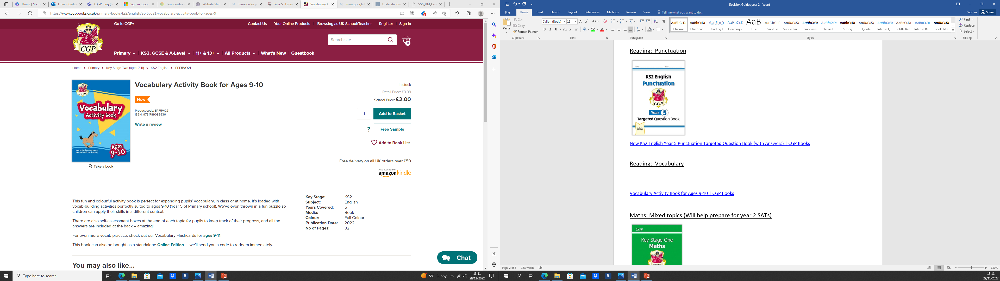 Home | Micro
Email – Carley
(1) Writing (E
Sign in to you
Feniscowles P
Website Stati
feniscowles p
Year 5 | Fenis
Vocabulary A
www.google
Understandin
S&S_UM_Geo
https://www.cgpbooks.co.uk/primary-books/ks2/english/epf5vq21-vocabulary-activity-book-for-ages-9
Go to CGP+
Contact Us
Your Online Products
Browsing as UK School/Teacher
Register
Sign In
CGP
Search site
0
Primary
KS3, GCSE & A-Level
11+ & 13+
All Products
What's New
Guestbook
Home > Primary > Key Stage Two (ages 7-11) > KS2 English > EPF5VQ21
CGP
Vocabulary
Activity Book
Fun activities matched to
the national curriculum!
Ages
9-10
Take a Look
Vocabulary Activity Book for Ages 9-10
New
Product code: EPF5VQ21
ISBN: 9781789089936
Write a review
In stock
Retail Price: £3.99
School Price: £2.00
1
Add to Basket
?
Free Sample
Add to Book List
Free delivery on all UK orders over £50
Also available on
amazonkindle
This fun and colourful activity book is perfect for expanding pupils' vocabulary, in class or at home. It's loaded with
vocab-building activities perfectly suited to ages 9-10 (Year 5 of Primary school). We've even thrown in a fun puzzle so
children can apply their skills in a different context.
There are also self-assessment boxes at the end of each topic for pupils to keep track of their progress, and all the
answers are included at the back – amazing!
For even more vocab practice, check out our Vocabulary Flashcards for ages 9-11!
This book can also be bought as a standalone Online Edition — we'll send you a code to redeem immediately.
Key Stage: KS2
Subject: English
Years Covered: 5
Media: Book
Colour: Full Colour
Publication Date: 2022
No of Pages: 32
You may also like...
Chat
Type here to search
5°C Sunny
13:11
29/11/2022
Revision Guides year 2 - Word
File
Home
Insert
Design
Layout
References
Mailings
Review
View
Tell me what you want to do...
Sign in
Share
Paste
Cut
Copy
Format Painter
Clipboard
Calibri (Body)
11
Font
Paragraph
AaBbCcDc
¶ Normal
AaBbCcDc
¶ No Spac...
AaBbCc
Heading 1
AaBbCcC
Heading 2
AaB
Title
AaBbCcC
Subtitle
AaBbCcDc
Subtle Em...
AaBbCcDc
Emphasis
AaBbCcDc
Intense E...
AaBbCcDc
Strong
AaBbCcDc
Quote
AaBbCcDc
Intense Q...
AaBbCcDc
Subtle Ref...
AaBbCcDc
Intense Re...
AaBbCcDc
Book Title
Styles
Find
Replace
Select
Editing
Reading: Punctuation
KS2 English
Punctuation
CGP
Year 5
Targeted Question Book
Includes
answers
New KS2 English Year 5 Punctuation Targeted Question Book (with Answers) | CGP Books
Reading: Vocabulary
Vocabulary Activity Book for Ages 9-10 | CGP Books
Maths: Mixed topics (Will help prepare for year 2 SATs)
CGP
Key Stage One
Maths
CGP
Page 2 of 3
138 words
130%
13:11
29/11/2022